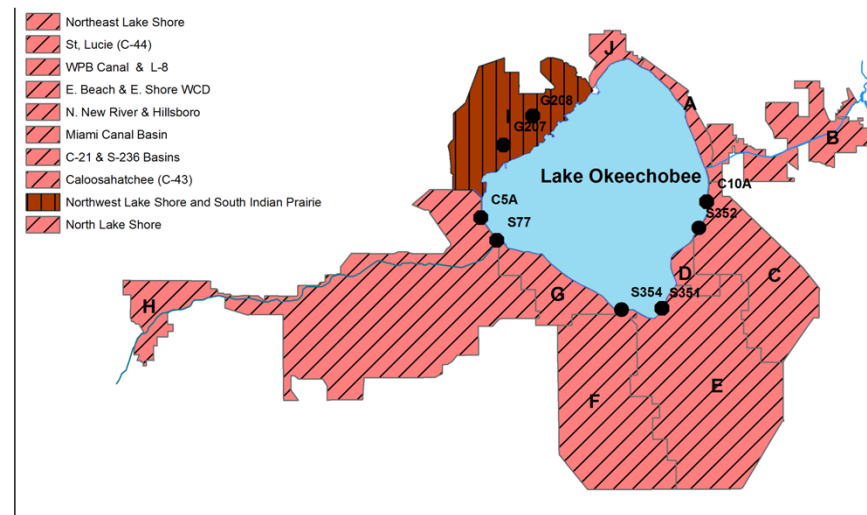 Northeast Lake Shore
St, Lucie (C-44)
WPB Canal & L-8
E. Beach & E. Shore WCD
N. New River & Hillsboro
Miami Canal Basin
C-21 & S-236 Basins
Caloosahatchee (C-43)
Northwest Lake Shore and South Indian Prairie
North Lake Shore
J
G208
A
I
G207
B
Lake Okeechobee
C10A
C5A
S352
S77
C
D
S354
S351
G
H
E
F